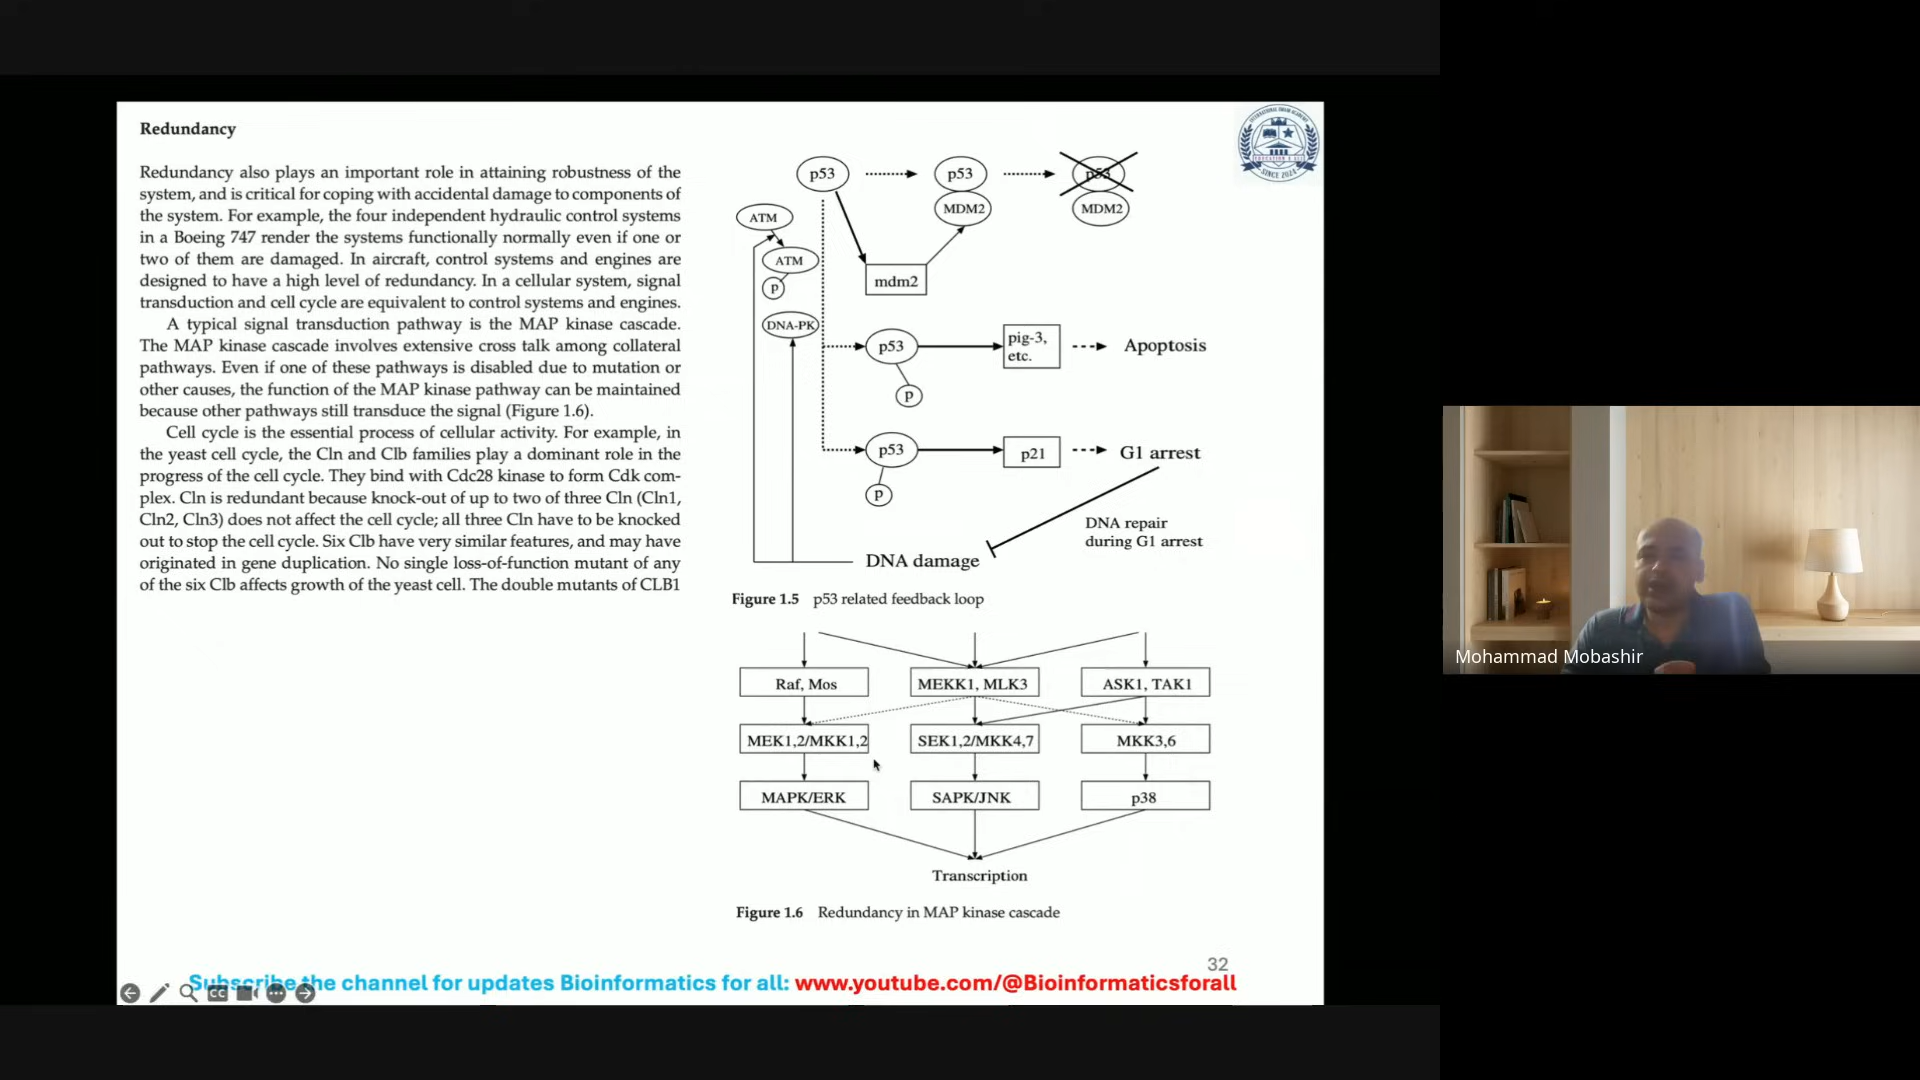 Redundancy
Redundancy also plays an important role in attaining robustness of the
system, and is critical for coping with accidental damage to components of
the system. For example, the four independent hydraulic control systems
in a Boeing 747 render the systems functionally normally even if one or
two of them are damaged. In aircraft, control systems and engines are
designed to have a high level of redundancy. In a cellular system, signal
transduction and cell cycle are equivalent to control systems and engines.
A typical signal transduction pathway is the MAP kinase cascade.
The MAP kinase cascade involves extensive cross talk among collateral
pathways. Even if one of these pathways is disabled due to mutation or
other causes, the function of the MAP kinase pathway can be maintained
because other pathways still transduce the signal (Figure 1.6).
Cell cycle is the essential process of cellular activity. For example, in
the yeast cell cycle, the Cln and Clb families play a dominant role in the
progress of the cell cycle. They bind with Cdc28 kinase to form Cdk com-
plex. Cln is redundant because knock-out of up to two of three Cln (Cln1,
Cln2, Cln3) does not affect the cell cycle; all three Cln have to be knocked
out to stop the cell cycle. Six Clb have very similar features, and may have
originated in gene duplication. No single loss-of-function mutant of any
of the six Clb affects growth of the yeast cell. The double mutants of CLB1
p53
p53
p53
MDM2
MDM2
ATM
ATM
P
mdm2
DNA-PK
p53
pig-3,
etc.
Apoptosis
P
p53
p21
G1 arrest
P
DNA repair
during G1 arrest
DNA damage
Figure 1.5 p53 related feedback loop
Raf, Mos
MEKK1, MLK3
ASK1, TAK1
MEK1,2/MKK1,2
SEK1,2/MKK4,7
MKK3,6
MAPK/ERK
SAPK/JNK
p38
Transcription
Figure 1.6 Redundancy in MAP kinase cascade
32
Subscribe the channel for updates Bioinformatics for all: www.youtube.com/@Bioinformaticsforall
CC
Mohammad Mobashir